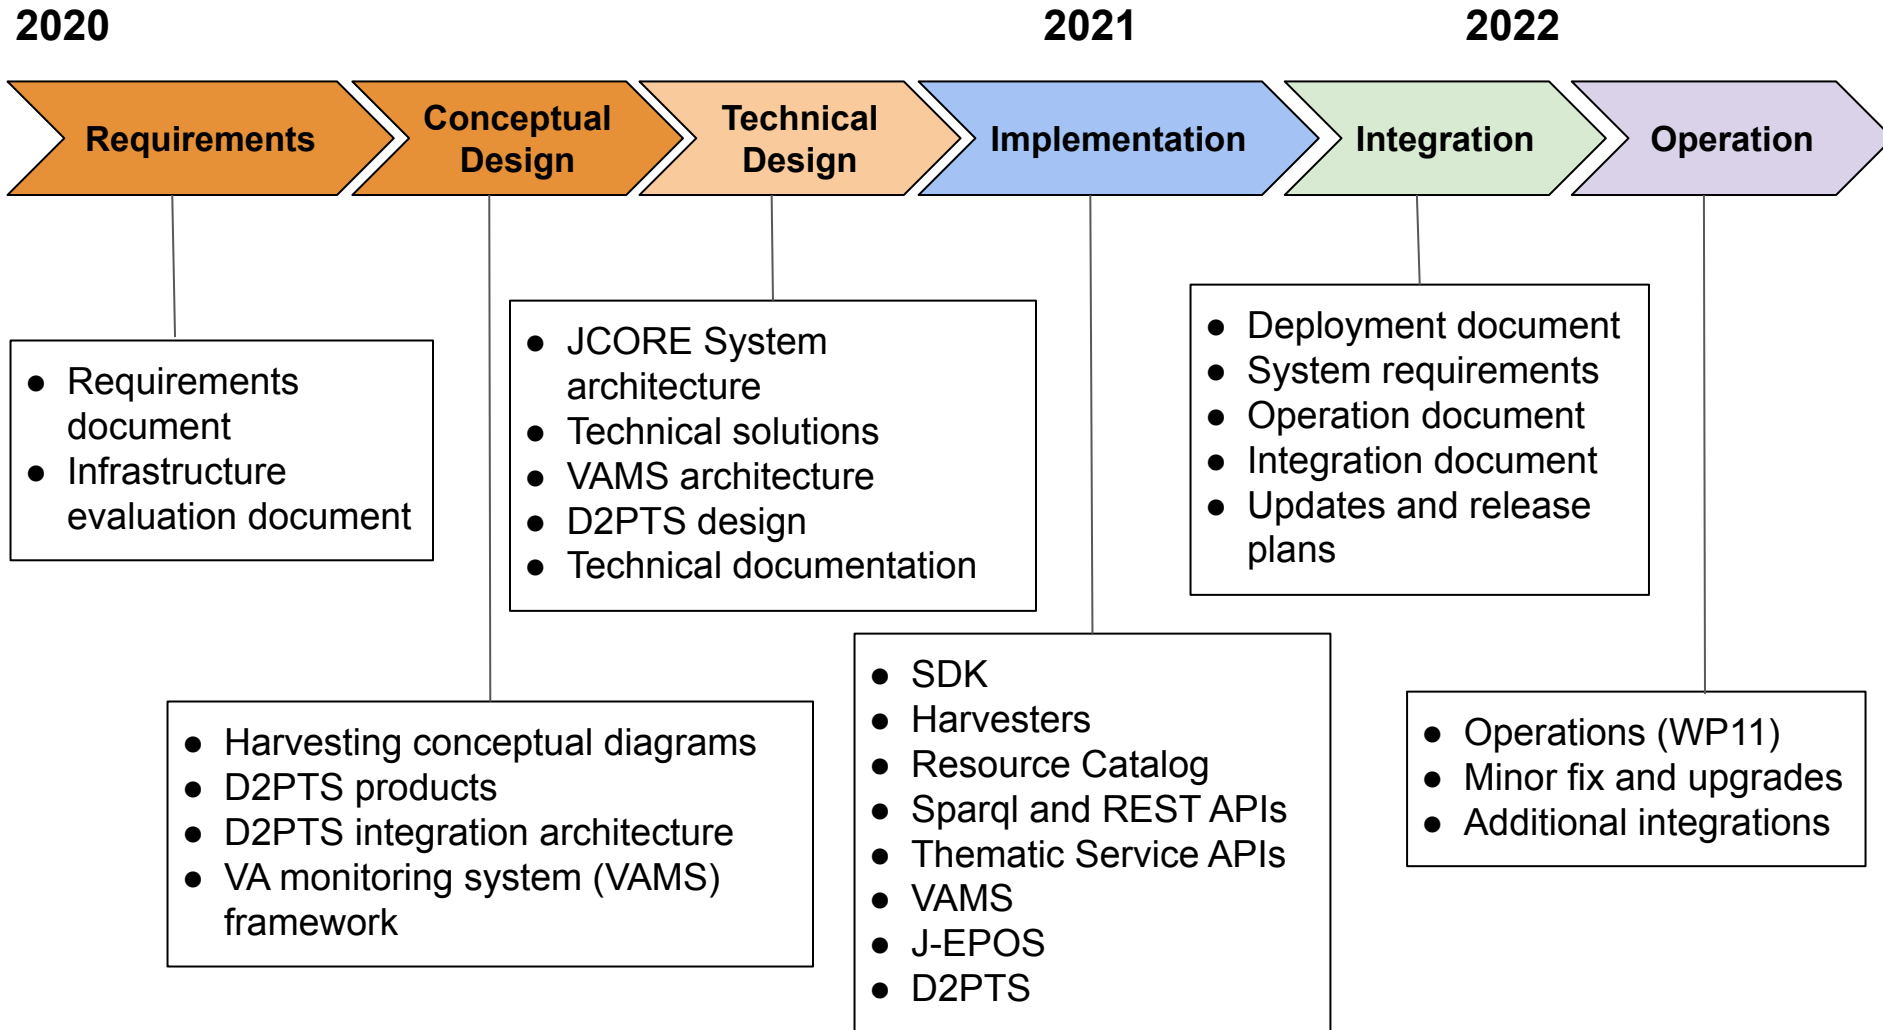 2020
2021
2022
Requirements
Conceptual
Design
Technical
Design
Implementation
Integration
Operation
● Requirements
document
● Infrastructure
evaluation document
● Harvesting conceptual diagrams
● D2PTS products
● D2PTS integration architecture
● VA monitoring system (VAMS)
framework
● JCORE System
architecture
● Technical solutions
● VAMS architecture
● D2PTS design
● Technical documentation
● SDK
● Harvesters
● Resource Catalog
● Sparql and REST APIs
● Thematic Service APIs
● VAMS
● J-EPOS
● D2PTS
● Deployment document
● System requirements
● Operation document
● Integration document
● Updates and release
plans
● Operations (WP11)
● Minor fix and upgrades
● Additional integrations